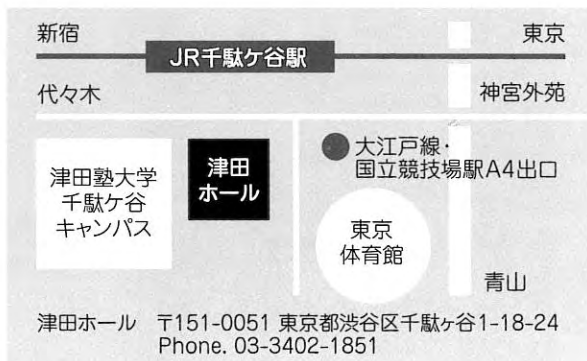 新宿
東京
JR千駄ケ谷駅
代々木
神宮外苑
津田塾大学
千駄ケ谷
キャンパス
津田
ホール
大江戸線・
国立競技場駅A4出口
東京
体育館
青山
津田ホール 〒151-0051 東京都渋谷区千駄ヶ谷1-18-24
Phone. 03-3402-1851